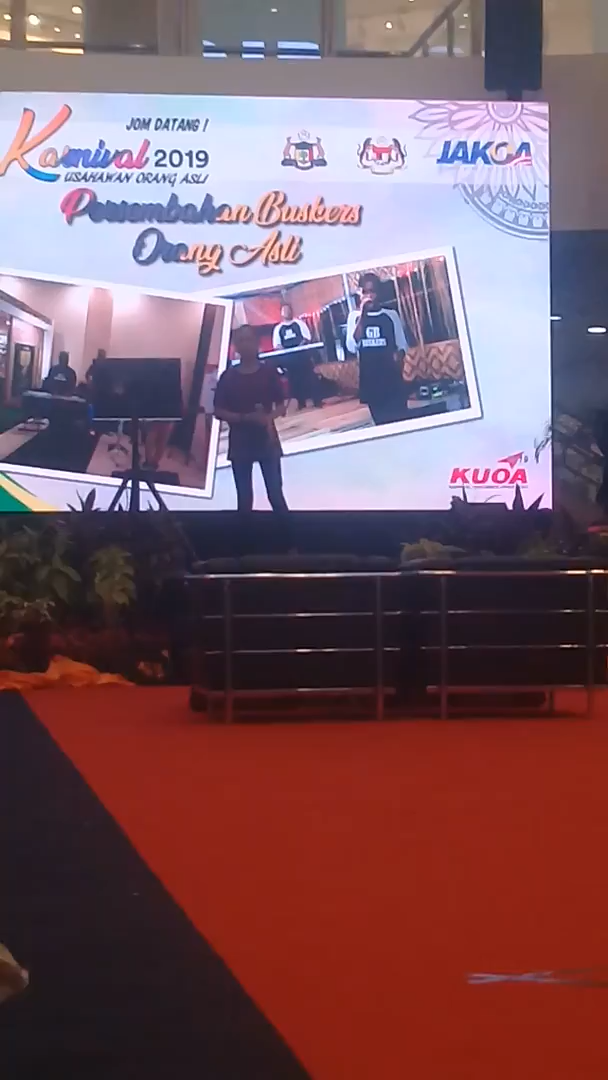 JOM DATANG !
Karnival 2019
USAHAWAN ORANG ASLI
JAKOA
Persembahan Buskers
Orang Asli
GB
BUSKERS
KUOA